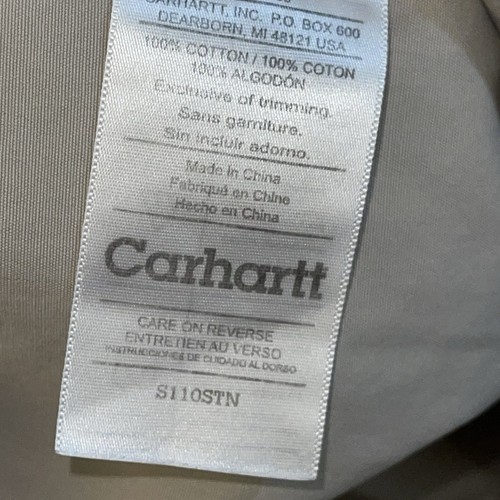 CARHARTT, INC. P.O. BOX 600
DEARBORN, MI 48121 USA
100% COTTON / 100% COTON
100% ALGODÓN
Exclusive of trimming.
Sans garniture.
Sin incluir adorno.
Made in China
Fabriqué en Chine
Hecho en China
Carhartt
CARE ON REVERSE
ENTRETIEN AU VERSO
INSTRUCCIONES DE CUIDADO AL DORSO
S110STN